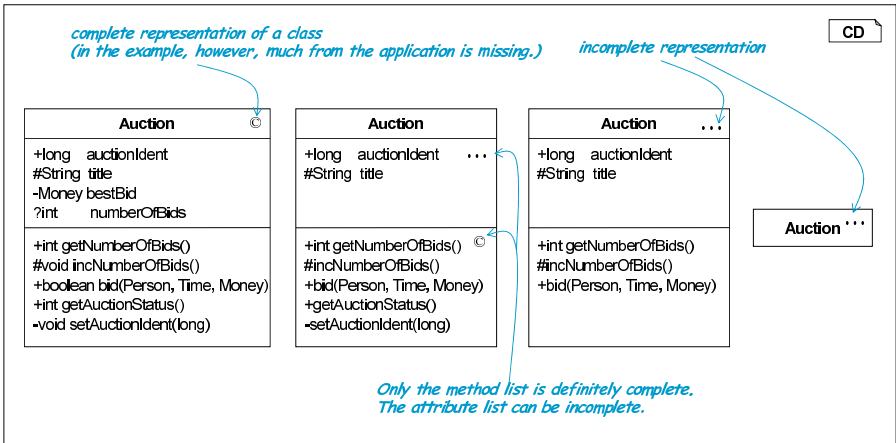 complete representation of a class
(in the example, however, much from the application is missing.)
incomplete representation
CD
Auction ©
+long auctionIdent
#String title
-Money bestBid
?int numberOfBids
+int getNumberOfBids()
#void incNumberOfBids()
+boolean bid(Person, Time, Money)
+int getAuctionStatus()
-void setAuctionIdent(long)
Auction
+long auctionIdent ...
#String title
+int getNumberOfBids() ©
#incNumberOfBids()
+bid(Person, Time, Money)
+getAuctionStatus()
-setAuctionIdent(long)
Auction ...
+long auctionIdent
#String title
+int getNumberOfBids()
#incNumberOfBids()
+bid(Person, Time, Money)
Auction ...
Only the method list is definitely complete.
The attribute list can be incomplete.